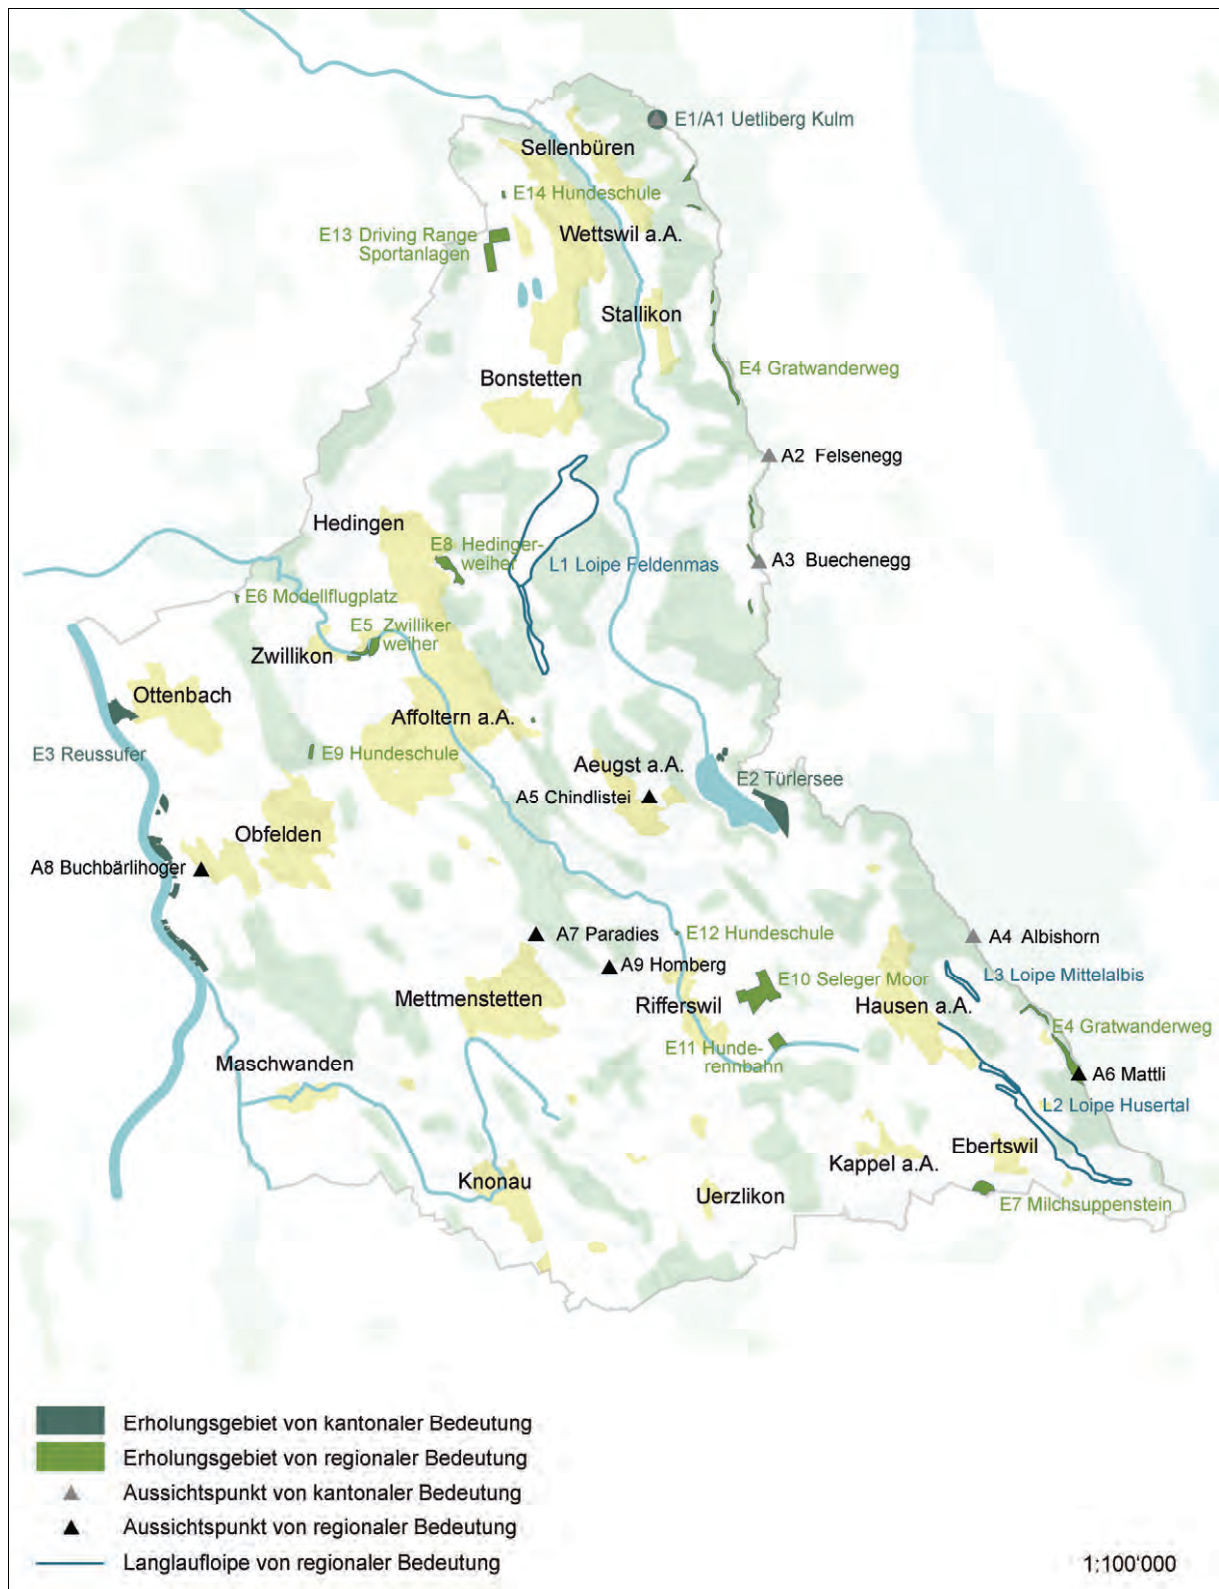 E1/A1 Uetliberg Kulm
Sellenbüren
E14 Hundeschule
E13 Driving Range
Sportanlagen
Wettswil a.A.
Stallikon
E4 Gratwanderweg
Bonstetten
A2 Felsenegg
Hedingen
E8 Hedinger-
weiher
L1 Loipe Feldenmas
A3 Buechenegg
E6 Modellflugplatz
E5 Zwilliker
weiher
Zwillikon
Ottenbach
Affoltern a.A.
E3 Reussufer
E9 Hundeschule
Aeugst a.A.
E2 Türlersee
A5 Chindlistei
Obfelden
A8 Buchbärlihoger
A7 Paradies
E12 Hundeschule
A4 Albishorn
A9 Homberg
L3 Loipe Mittelalbis
E10 Seleger Moor
Mettmenstetten
Rifferswil
Hausen a.A.
E4 Gratwanderweg
E11 Hunde-
rennbahn
Maschwanden
A6 Mattli
L2 Loipe Husertal
Ebertswil
Kappel a.A.
Knonau
Uerzlikon
E7 Milchsuppenstein
Erholungsgebiet von kantonaler Bedeutung
Erholungsgebiet von regionaler Bedeutung
Aussichtspunkt von kantonaler Bedeutung
Aussichtspunkt von regionaler Bedeutung
Langlaufloipe von regionaler Bedeutung
1:100'000